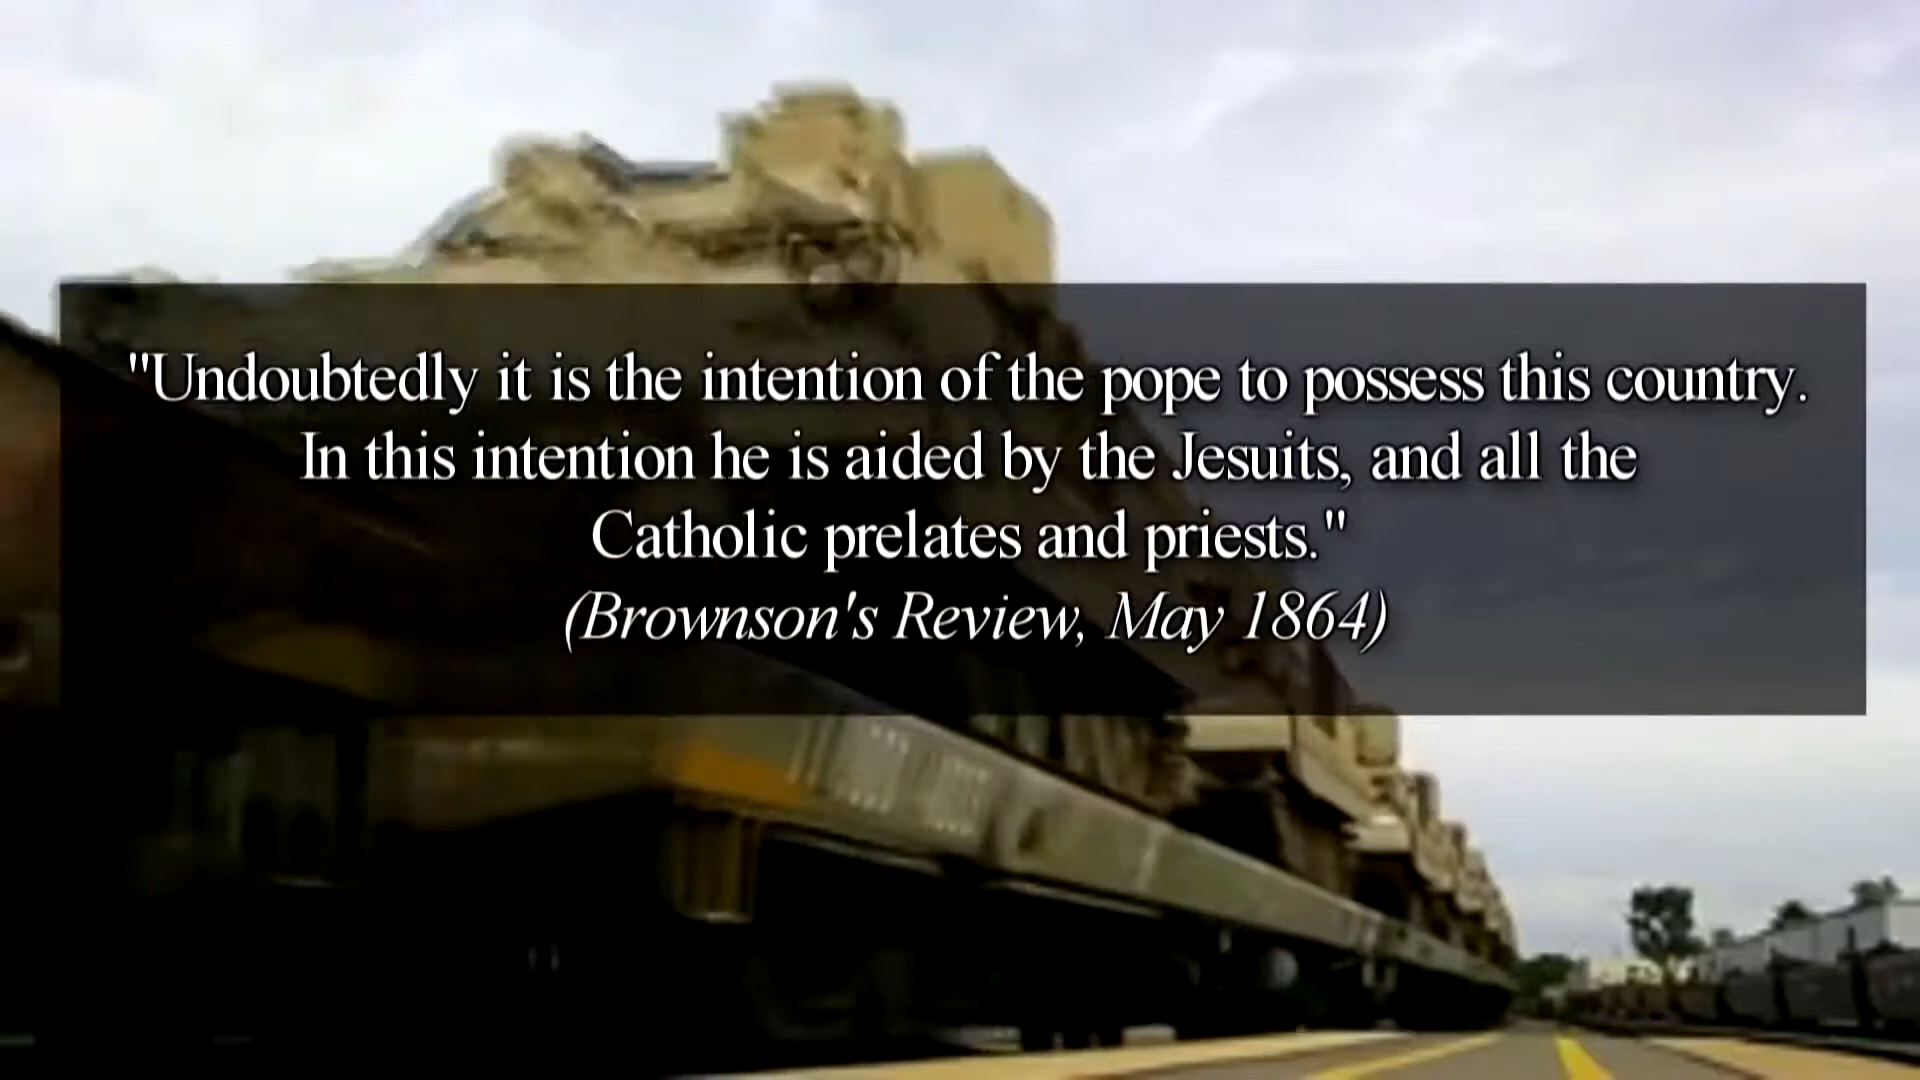 "Undoubtedly it is the intention of the pope to possess this country.
In this intention he is aided by the Jesuits, and all the
Catholic prelates and priests."
(Brownson's Review, May 1864)